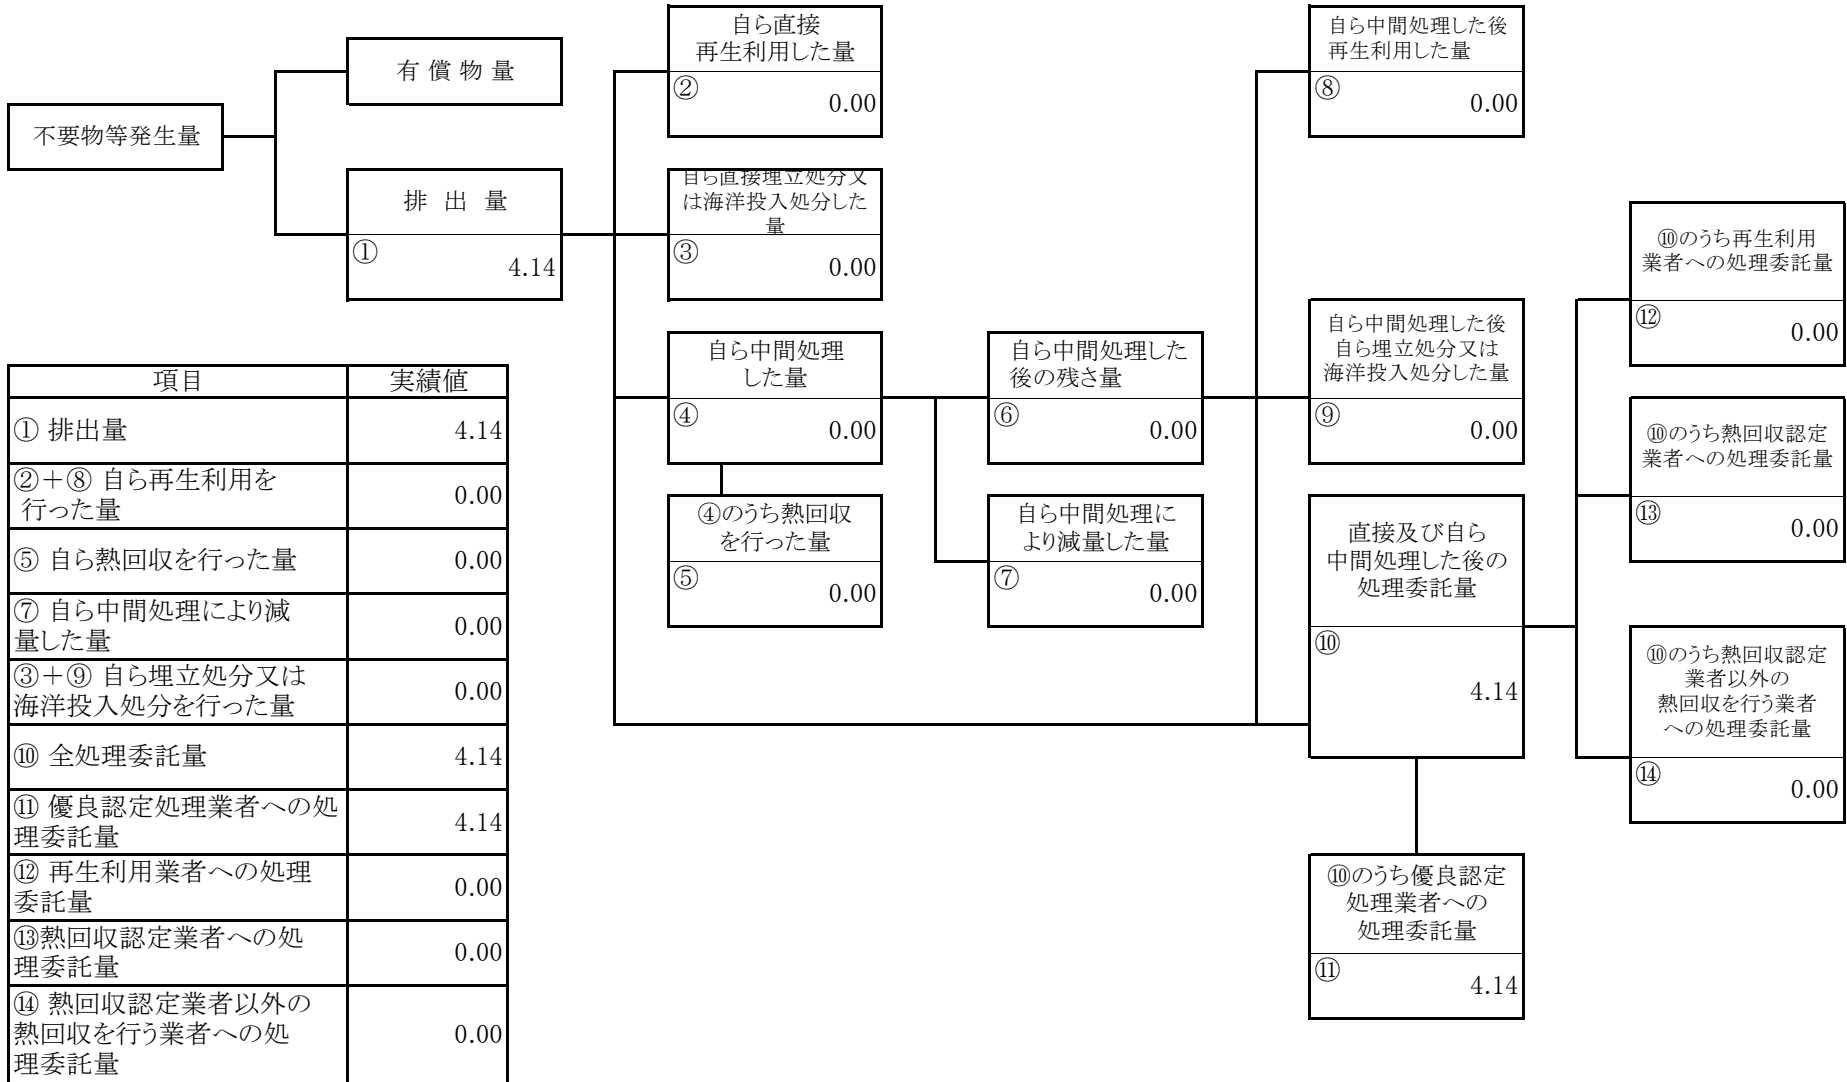 不要物等発生量
有 償 物 量
排 出 量
①
4.14
自ら直接
再生利用した量
②
0.00
自ら直接埋立処分又
は海洋投入処分した
量
③
0.00
自ら中間処理
した量
④
0.00
④のうち熱回収
を行った量
⑤
0.00
自ら中間処理した
後の残さ量
⑥
0.00
自ら中間処理に
より減量した量
⑦
0.00
自ら中間処理した後
再生利用した量
⑧
0.00
自ら中間処理した後
自ら埋立処分又は
海洋投入処分した量
⑨
0.00
直接及び自ら
中間処理した後の
処理委託量
⑩
4.14
⑩のうち優良認定
処理業者への
処理委託量
⑪
4.14
⑩のうち再生利用
業者への処理委託量
⑫
0.00
⑩のうち熱回収認定
業者への処理委託量
⑬
0.00
⑩のうち熱回収認定
業者以外の
熱回収を行う業者
への処理委託量
⑭
0.00
項目 実績値
① 排出量 4.14
②+⑧ 自ら再生利用を
行った量 0.00
⑤ 自ら熱回収を行った量 0.00
⑦ 自ら中間処理により減
量した量 0.00
③+⑨ 自ら埋立処分又は
海洋投入処分を行った量 0.00
⑩ 全処理委託量 4.14
⑪ 優良認定処理業者への処
理委託量 4.14
⑫ 再生利用業者への処理
委託量 0.00
⑬熱回収認定業者への処
理委託量 0.00
⑭ 熱回収認定業者以外の
熱回収を行う業者への処
理委託量 0.00